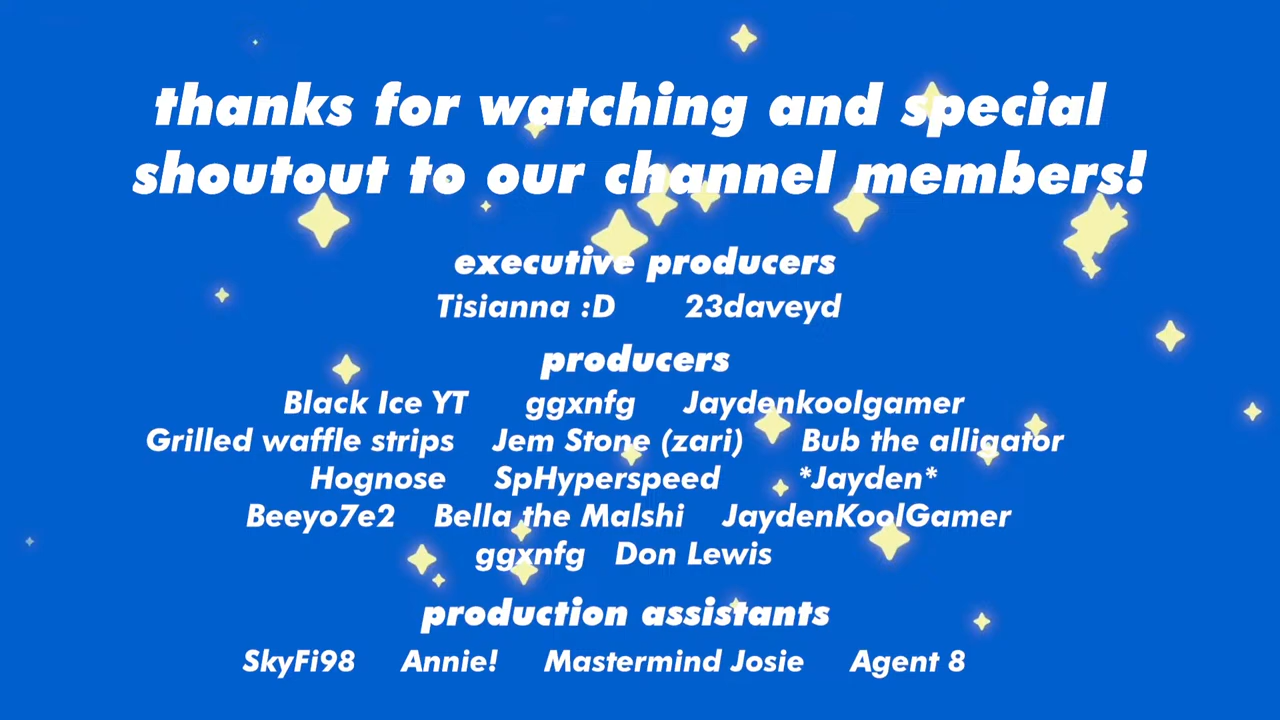 thanks for watching and special
shoutout to our channel members!
executive producers
Tisianna :D 23daveyd
producers
Black Ice YT ggxnfg Jaydenkoolgamer
Grilled waffle strips Jem Stone (zari) Bub the alligator
Hognose SpHyperspeed *Jayden*
Beeyo7e2 Bella the Malshi JaydenKoolGamer
ggxnfg Don Lewis
production assistants
SkyFi98 Annie! Mastermind Josie Agent 8